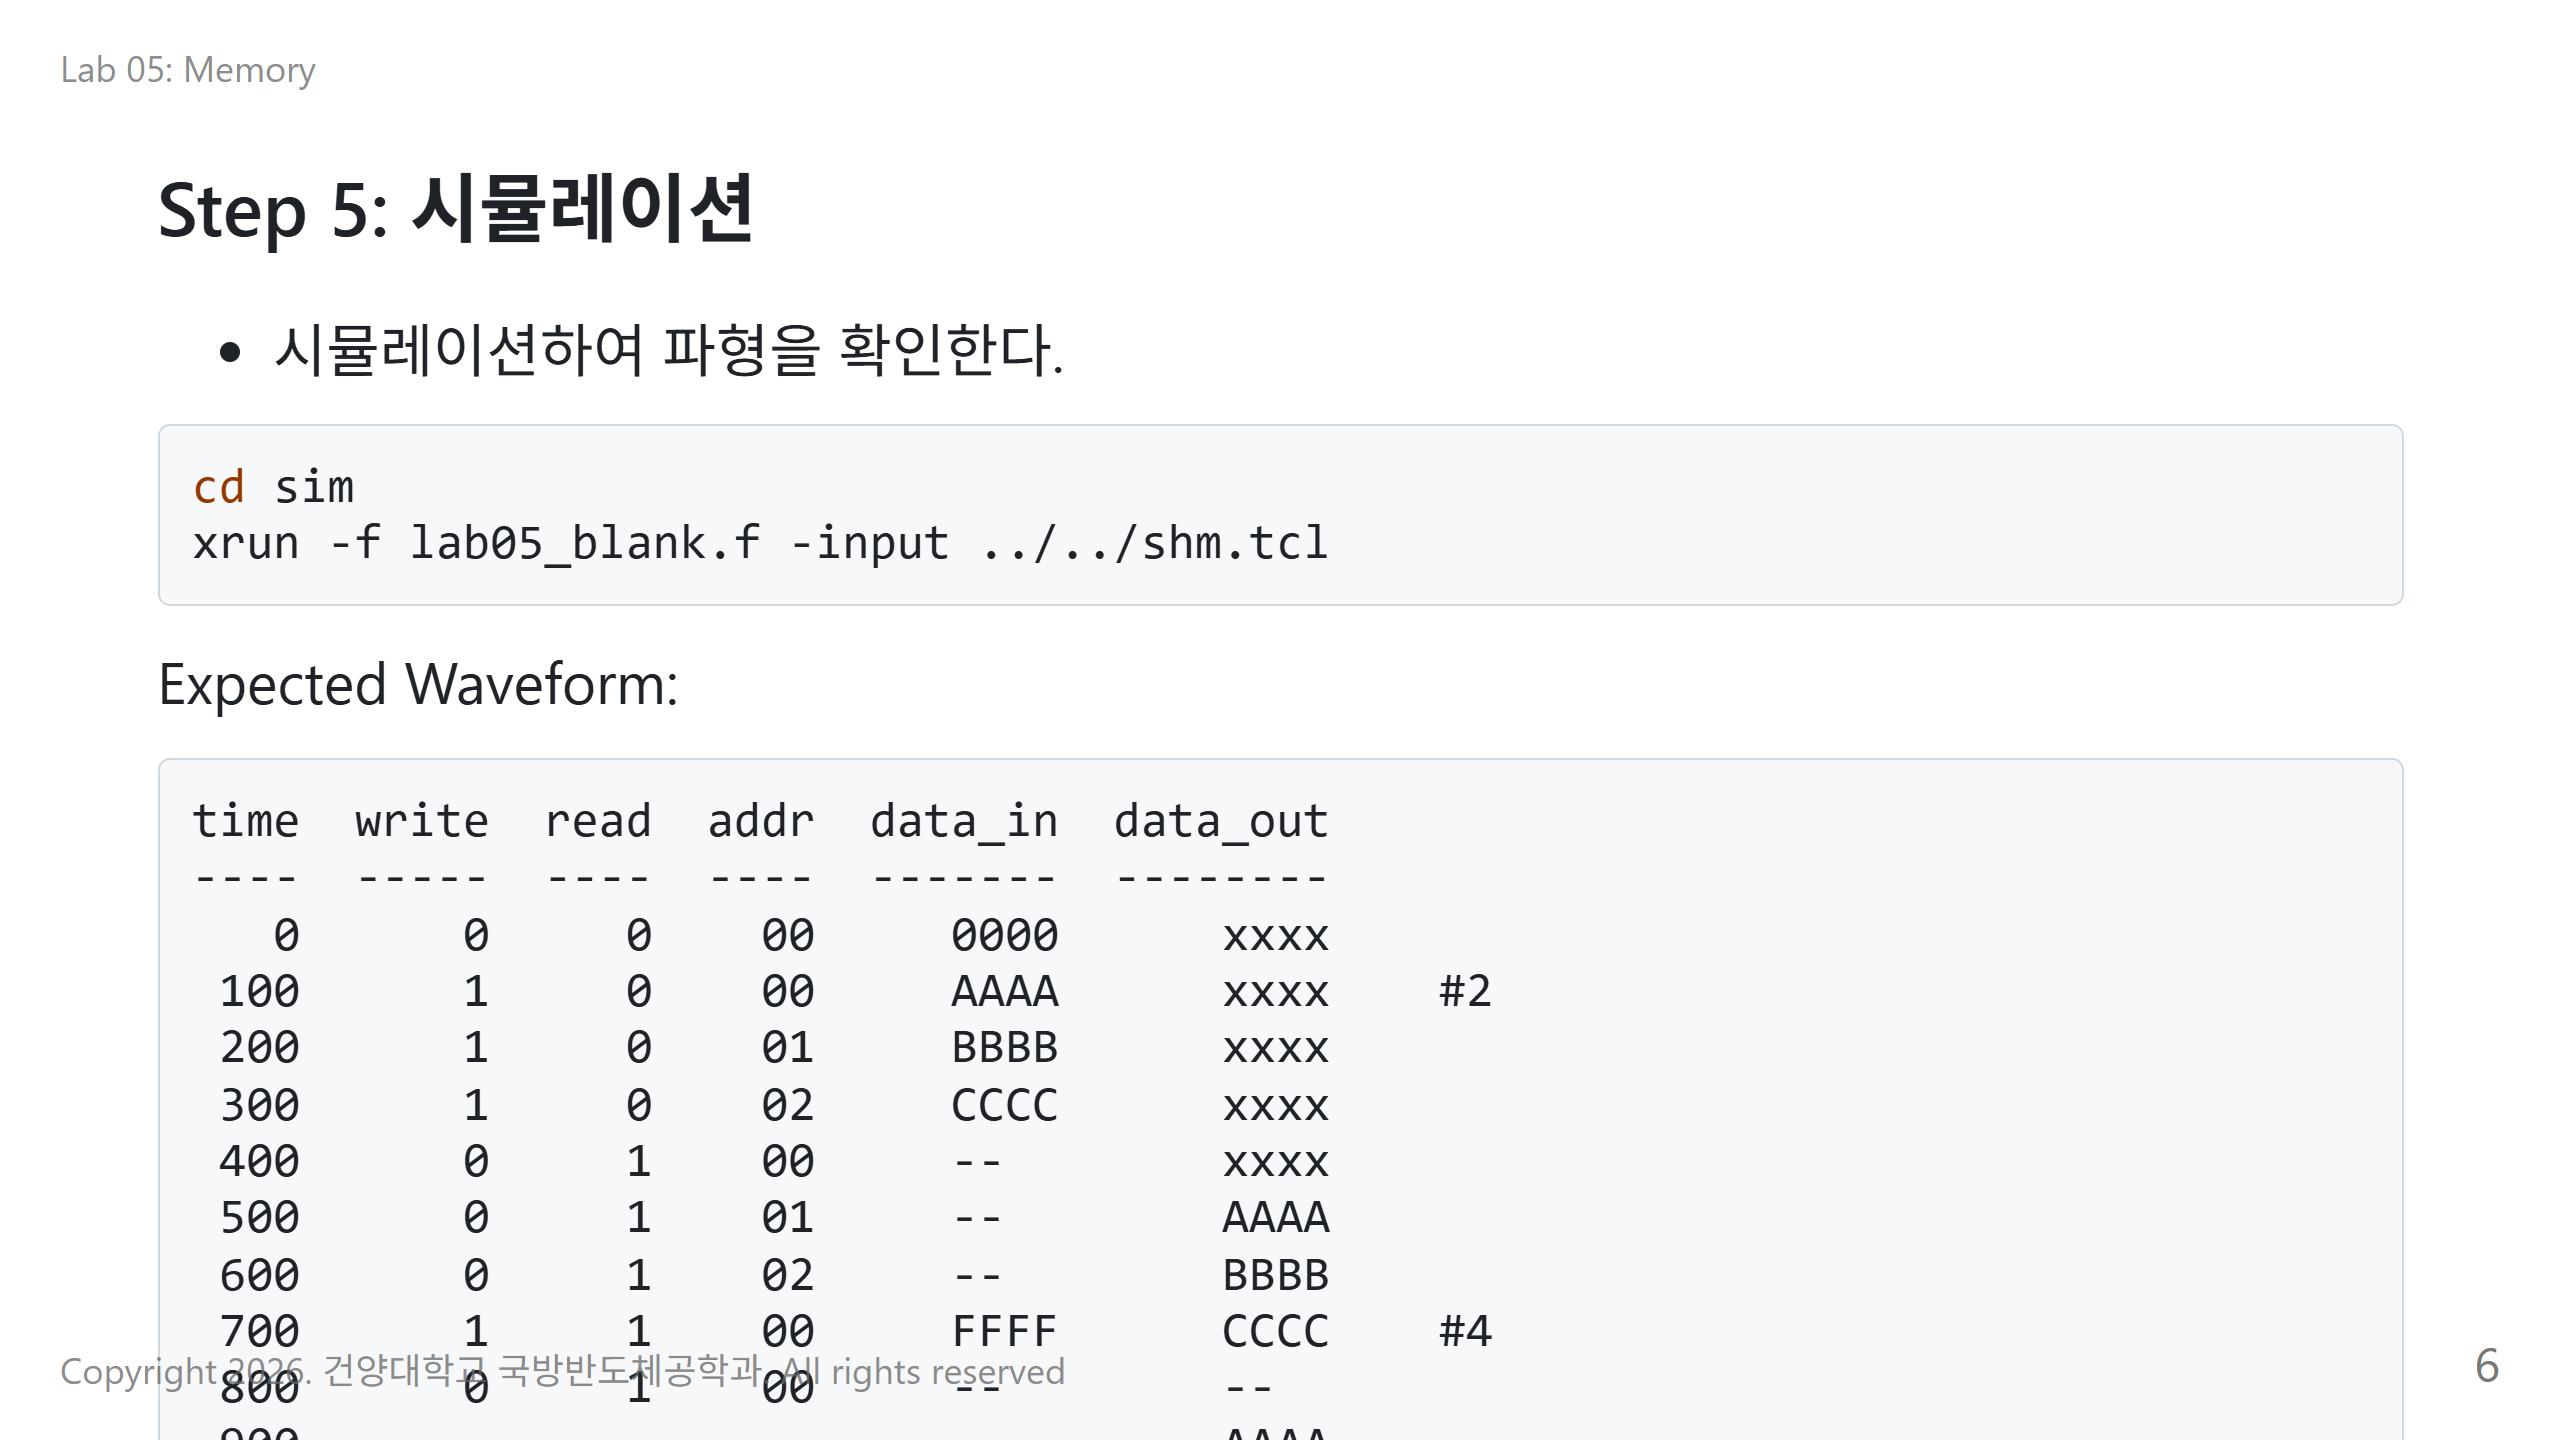 Lab 05: Memory
Step 5: 시뮬레이션
• 시뮬레이션하여 파형을 확인한다.
cd sim
xrun -f lab05_blank.f -input ../../shm.tcl
Expected Waveform:
time  write  read  addr  data_in  data_out
----  -----  ----  ----  -------  --------
   0      0     0    00     0000      xxxx
 100      1     0    00     AAAA      xxxx    #2
 200      1     0    01     BBBB      xxxx
 300      1     0    02     CCCC      xxxx
 400      0     1    00     --        xxxx
 500      0     1    01     --        AAAA
 600      0     1    02     --        BBBB
 700      1     1    00     FFFF      CCCC    #4
 800      0     1    00     --        --
 900                                  AAAA
Copyright 2026. 건양대학교 국방반도체공학과. All rights reserved
6